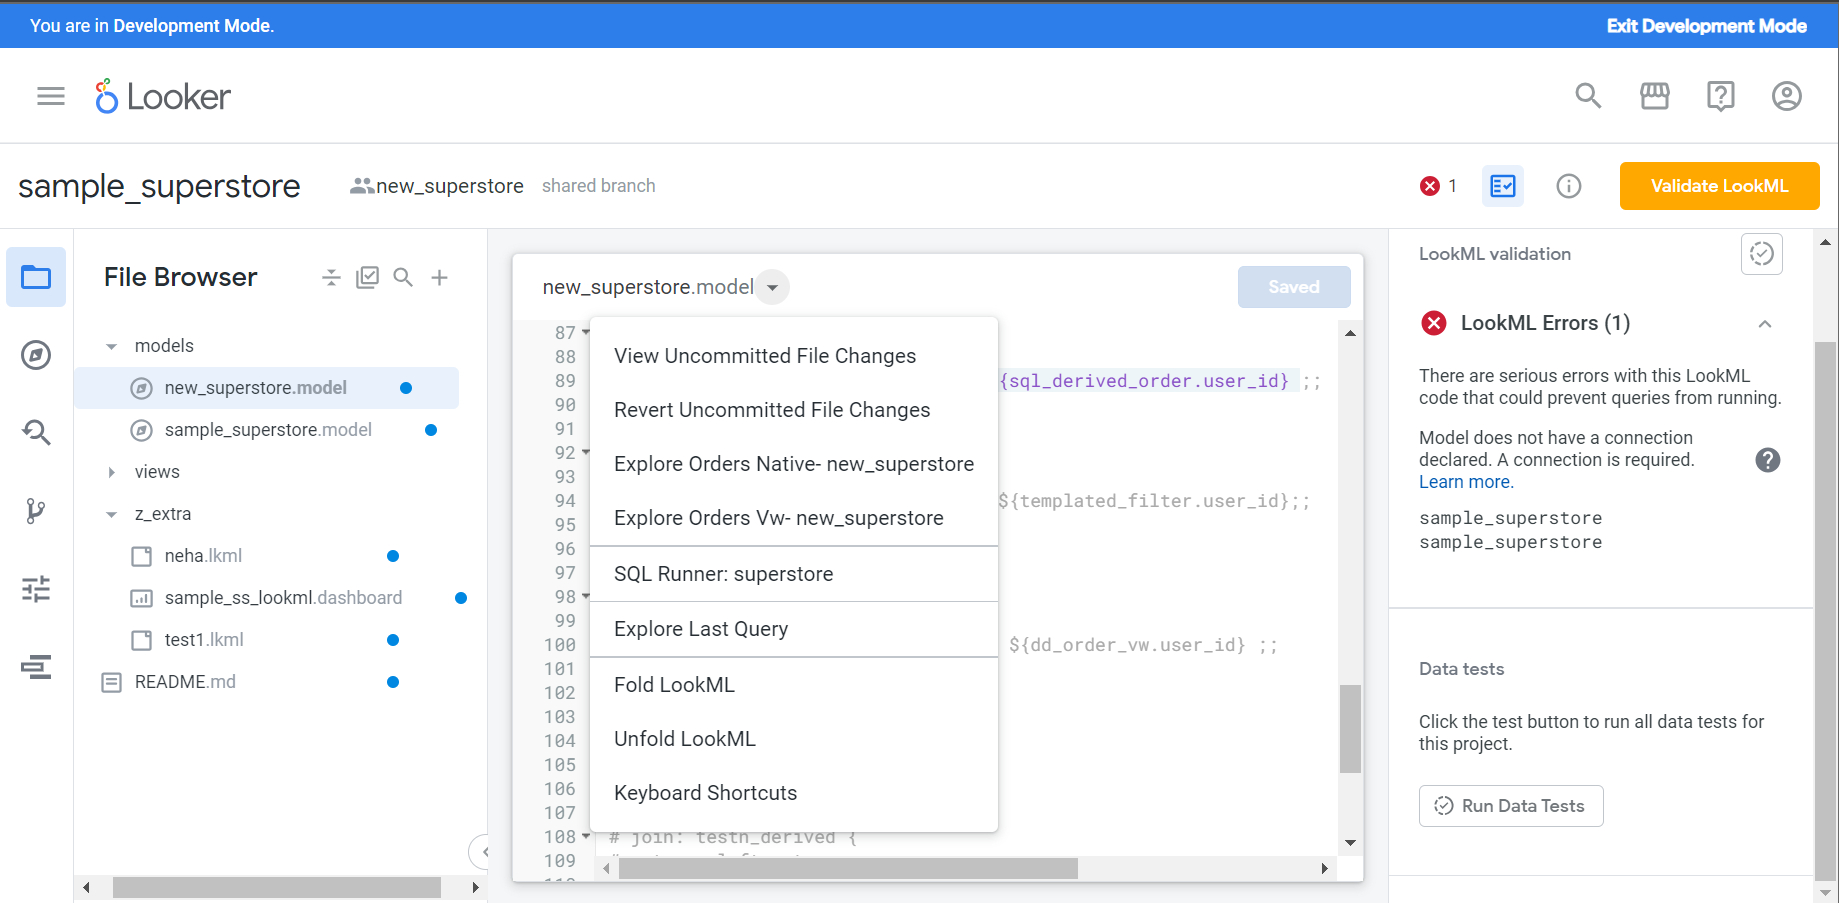 You are in Development Mode.
Exit Development Mode
Looker
sample_superstore
new_superstore shared branch
1
Validate LookML
File Browser
models
new_superstore.model
sample_superstore.model
views
z_extra
neha.lkml
sample_ss_lookml.dashboard
test1.lkml
README.md
new_superstore.model
Saved
87
88
89 {sql_derived_order.user_id} ;;
90
91
92
93
94 ${templated_filter.user_id};;
95
96
97
98
99
100 ${dd_order_vw.user_id} ;;
101
102
103
104
105
106
107
108 # join: testn_derived {
109
View Uncommitted File Changes
Revert Uncommitted File Changes
Explore Orders Native- new_superstore
Explore Orders Vw- new_superstore
SQL Runner: superstore
Explore Last Query
Fold LookML
Unfold LookML
Keyboard Shortcuts
LookML validation
LookML Errors (1)
There are serious errors with this LookML
code that could prevent queries from running.
Model does not have a connection
declared. A connection is required.
Learn more.
sample_superstore
sample_superstore
Data tests
Click the test button to run all data tests for
this project.
Run Data Tests